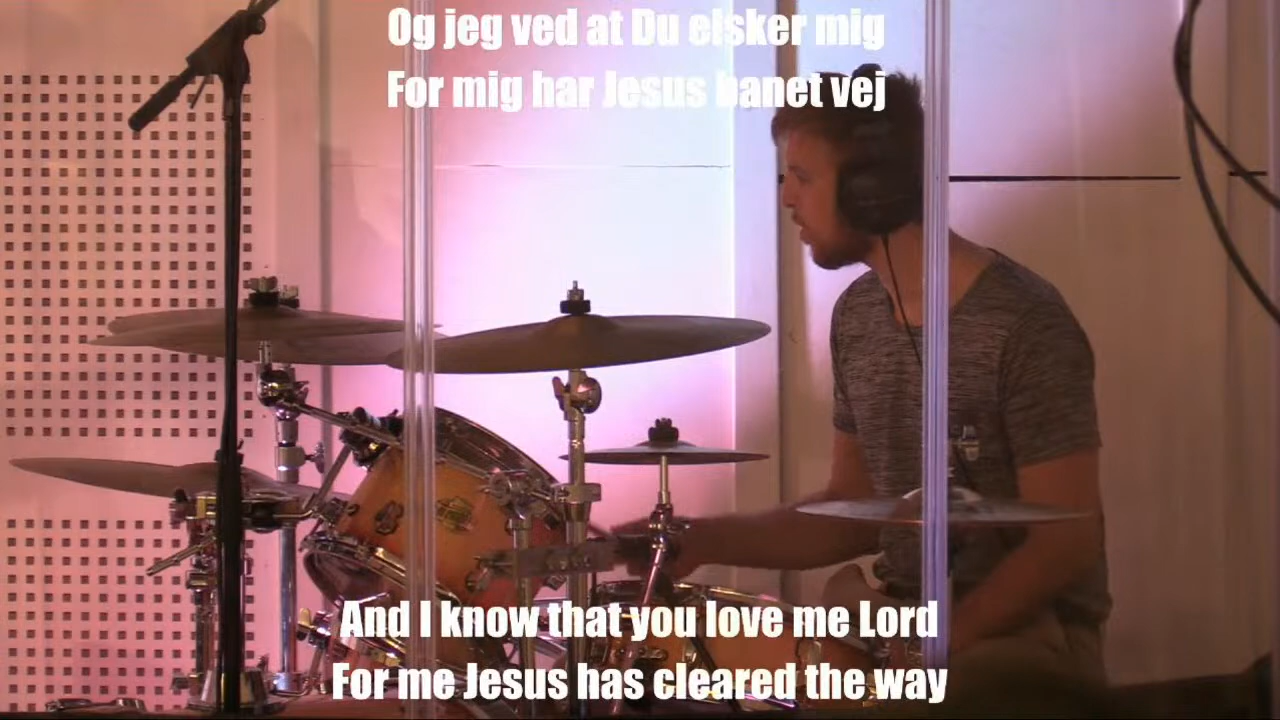 Og jeg ved at Du elsker mig
For mig har Jesus banet vej
And I know that you love me Lord
For me Jesus has cleared the way